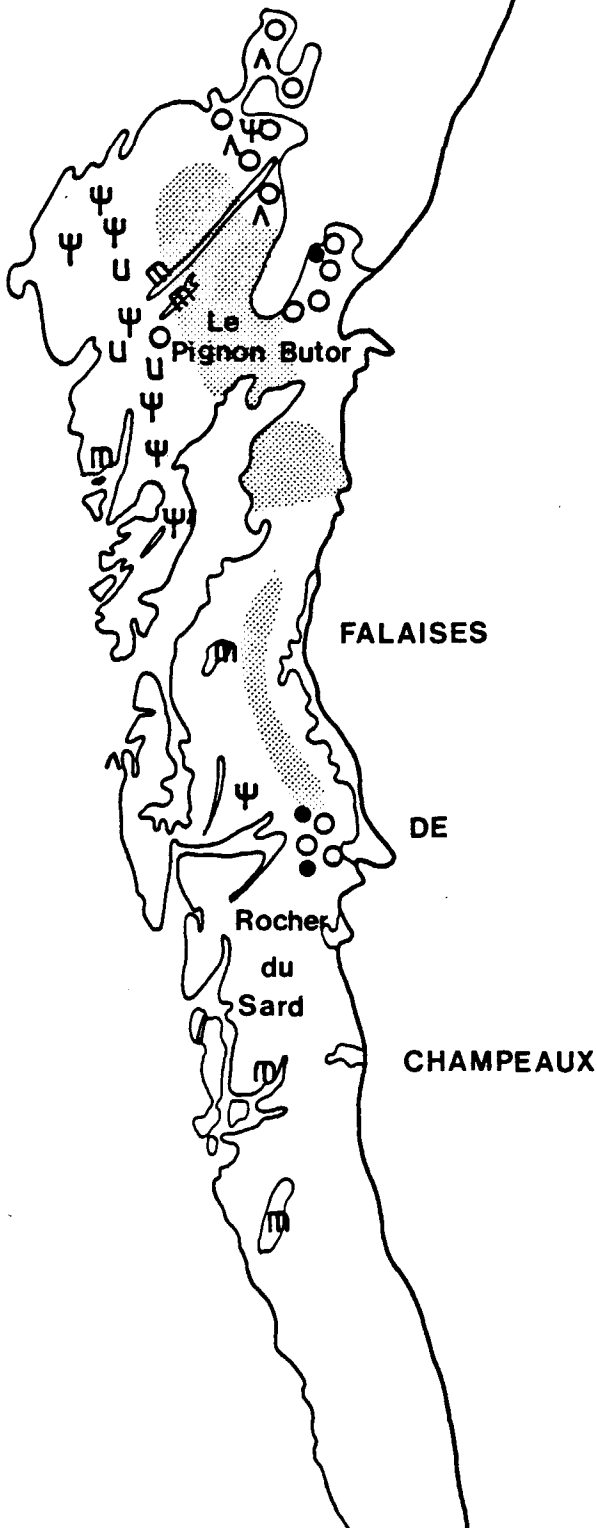 Le
Pignon Butor
FALAISES
DE
Rocher
du
Sard
CHAMPEAUX